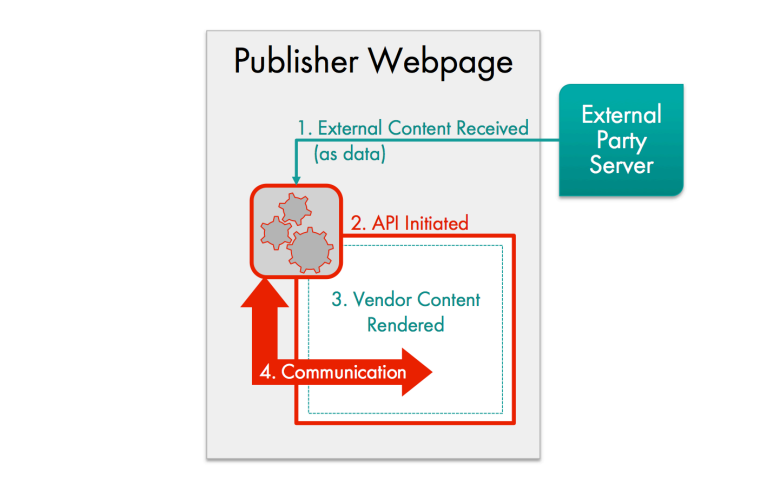 Publisher Webpage
External
Party
Server
1. External Content Received
(as data)
2. API Initiated
3. Vendor Content
Rendered
4. Communication